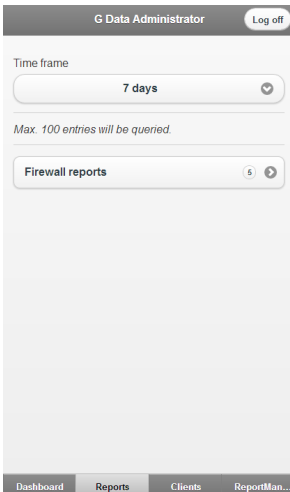 G Data Administrator
Log off
Time frame
7 days
Max. 100 entries will be queried.
Firewall reports 5
Dashboard Reports Clients ReportMan...